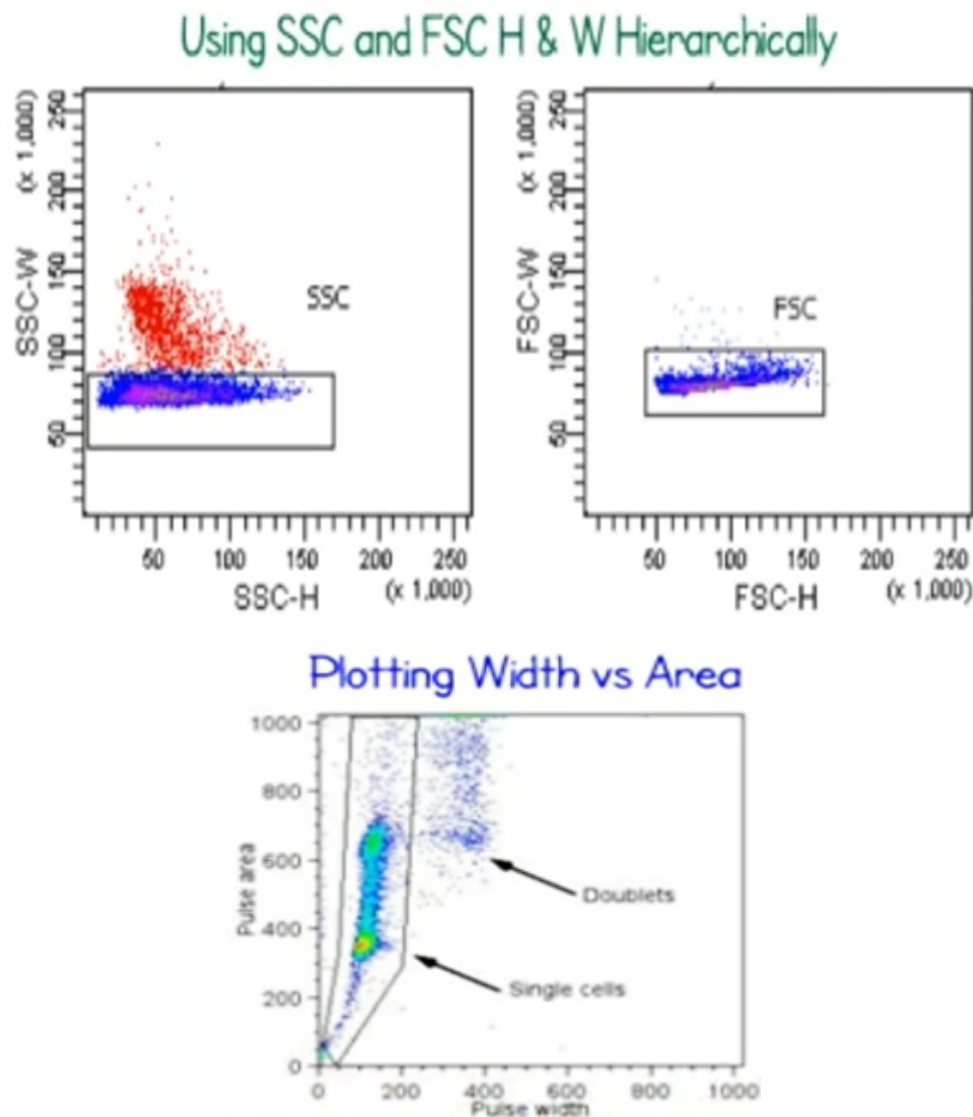 Using SSC and FSC H & W Hierarchically
SSC-W (x 1,000)
250
200
150
100
50
SSC
50 100 150 200 250
SSC-H (x 1,000)
FSC-W (x 1,000)
250
200
150
100
50
FSC
50 100 150 200 250
FSC-H (x 1,000)
Plotting Width vs Area
Pulse area
1000
800
600
400
200
0
Doublets
Single cells
0 200 400 600 800 1000
Pulse width